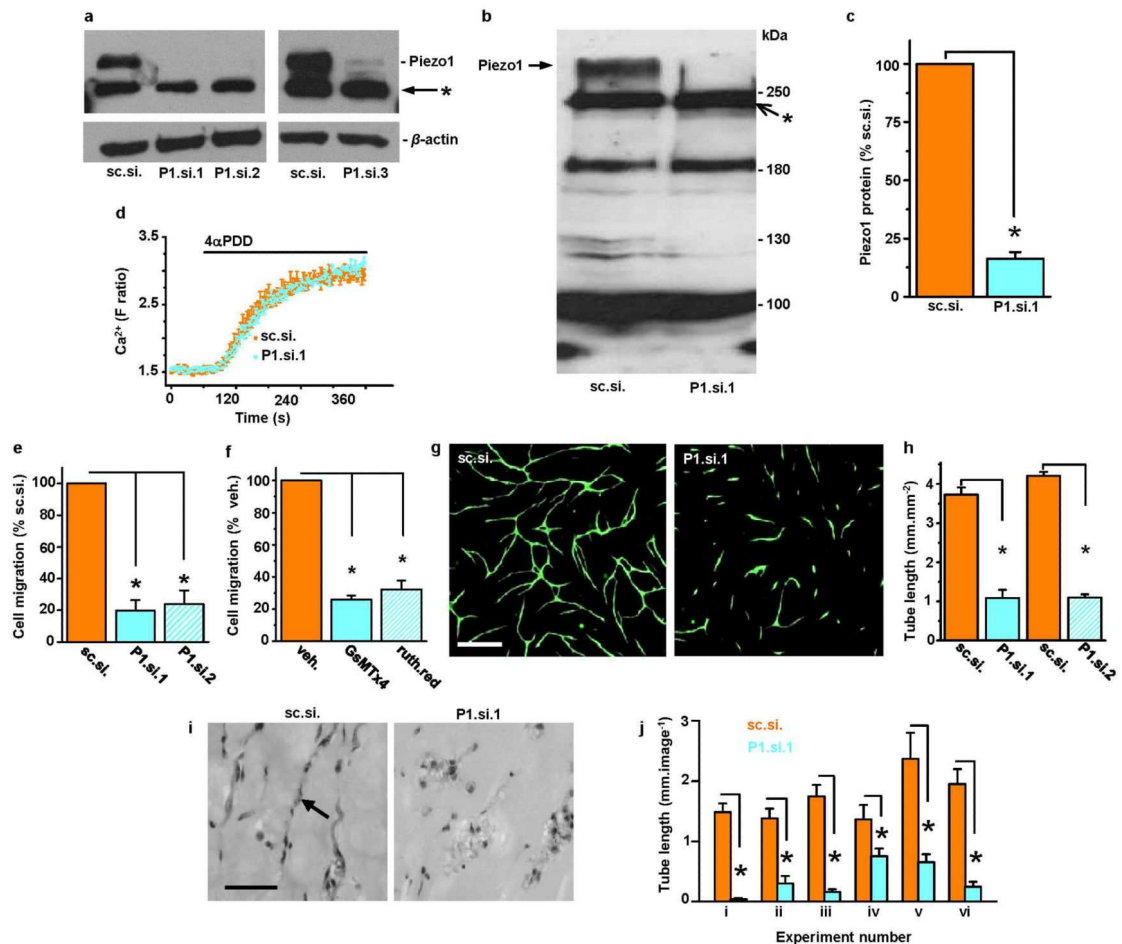 a
Piezo1
*
β-actin
sc.si. P1.si.1 P1.si.2 sc.si. P1.si.3
b
kDa
Piezo1
- 250
*
- 180
- 130
- 100
sc.si. P1.si.1
c
Piezo1 protein (% sc.si.)
100
75
50
25
0
*
sc.si. P1.si.1
d
4αPDD
Ca²⁺ (F ratio)
3.5
2.5
1.5
sc.si.
P1.si.1
0 120 240 360
Time (s)
e
Cell migration (% sc.si.)
100
80
60
40
20
0
* *
sc.si. P1.si.1 P1.si.2
f
Cell migration (% veh.)
100
80
60
40
20
0
* *
veh. GsMTx4 ruth.red
g
sc.si. P1.si.1
h
Tube length (mm.mm⁻²)
4
2
0
* *
sc.si. P1.si.1 sc.si. P1.si.2
i
sc.si. P1.si.1
j
Tube length (mm.image⁻¹)
3
2
1
0
sc.si.
P1.si.1
* * * * * *
i ii iii iv v vi
Experiment number